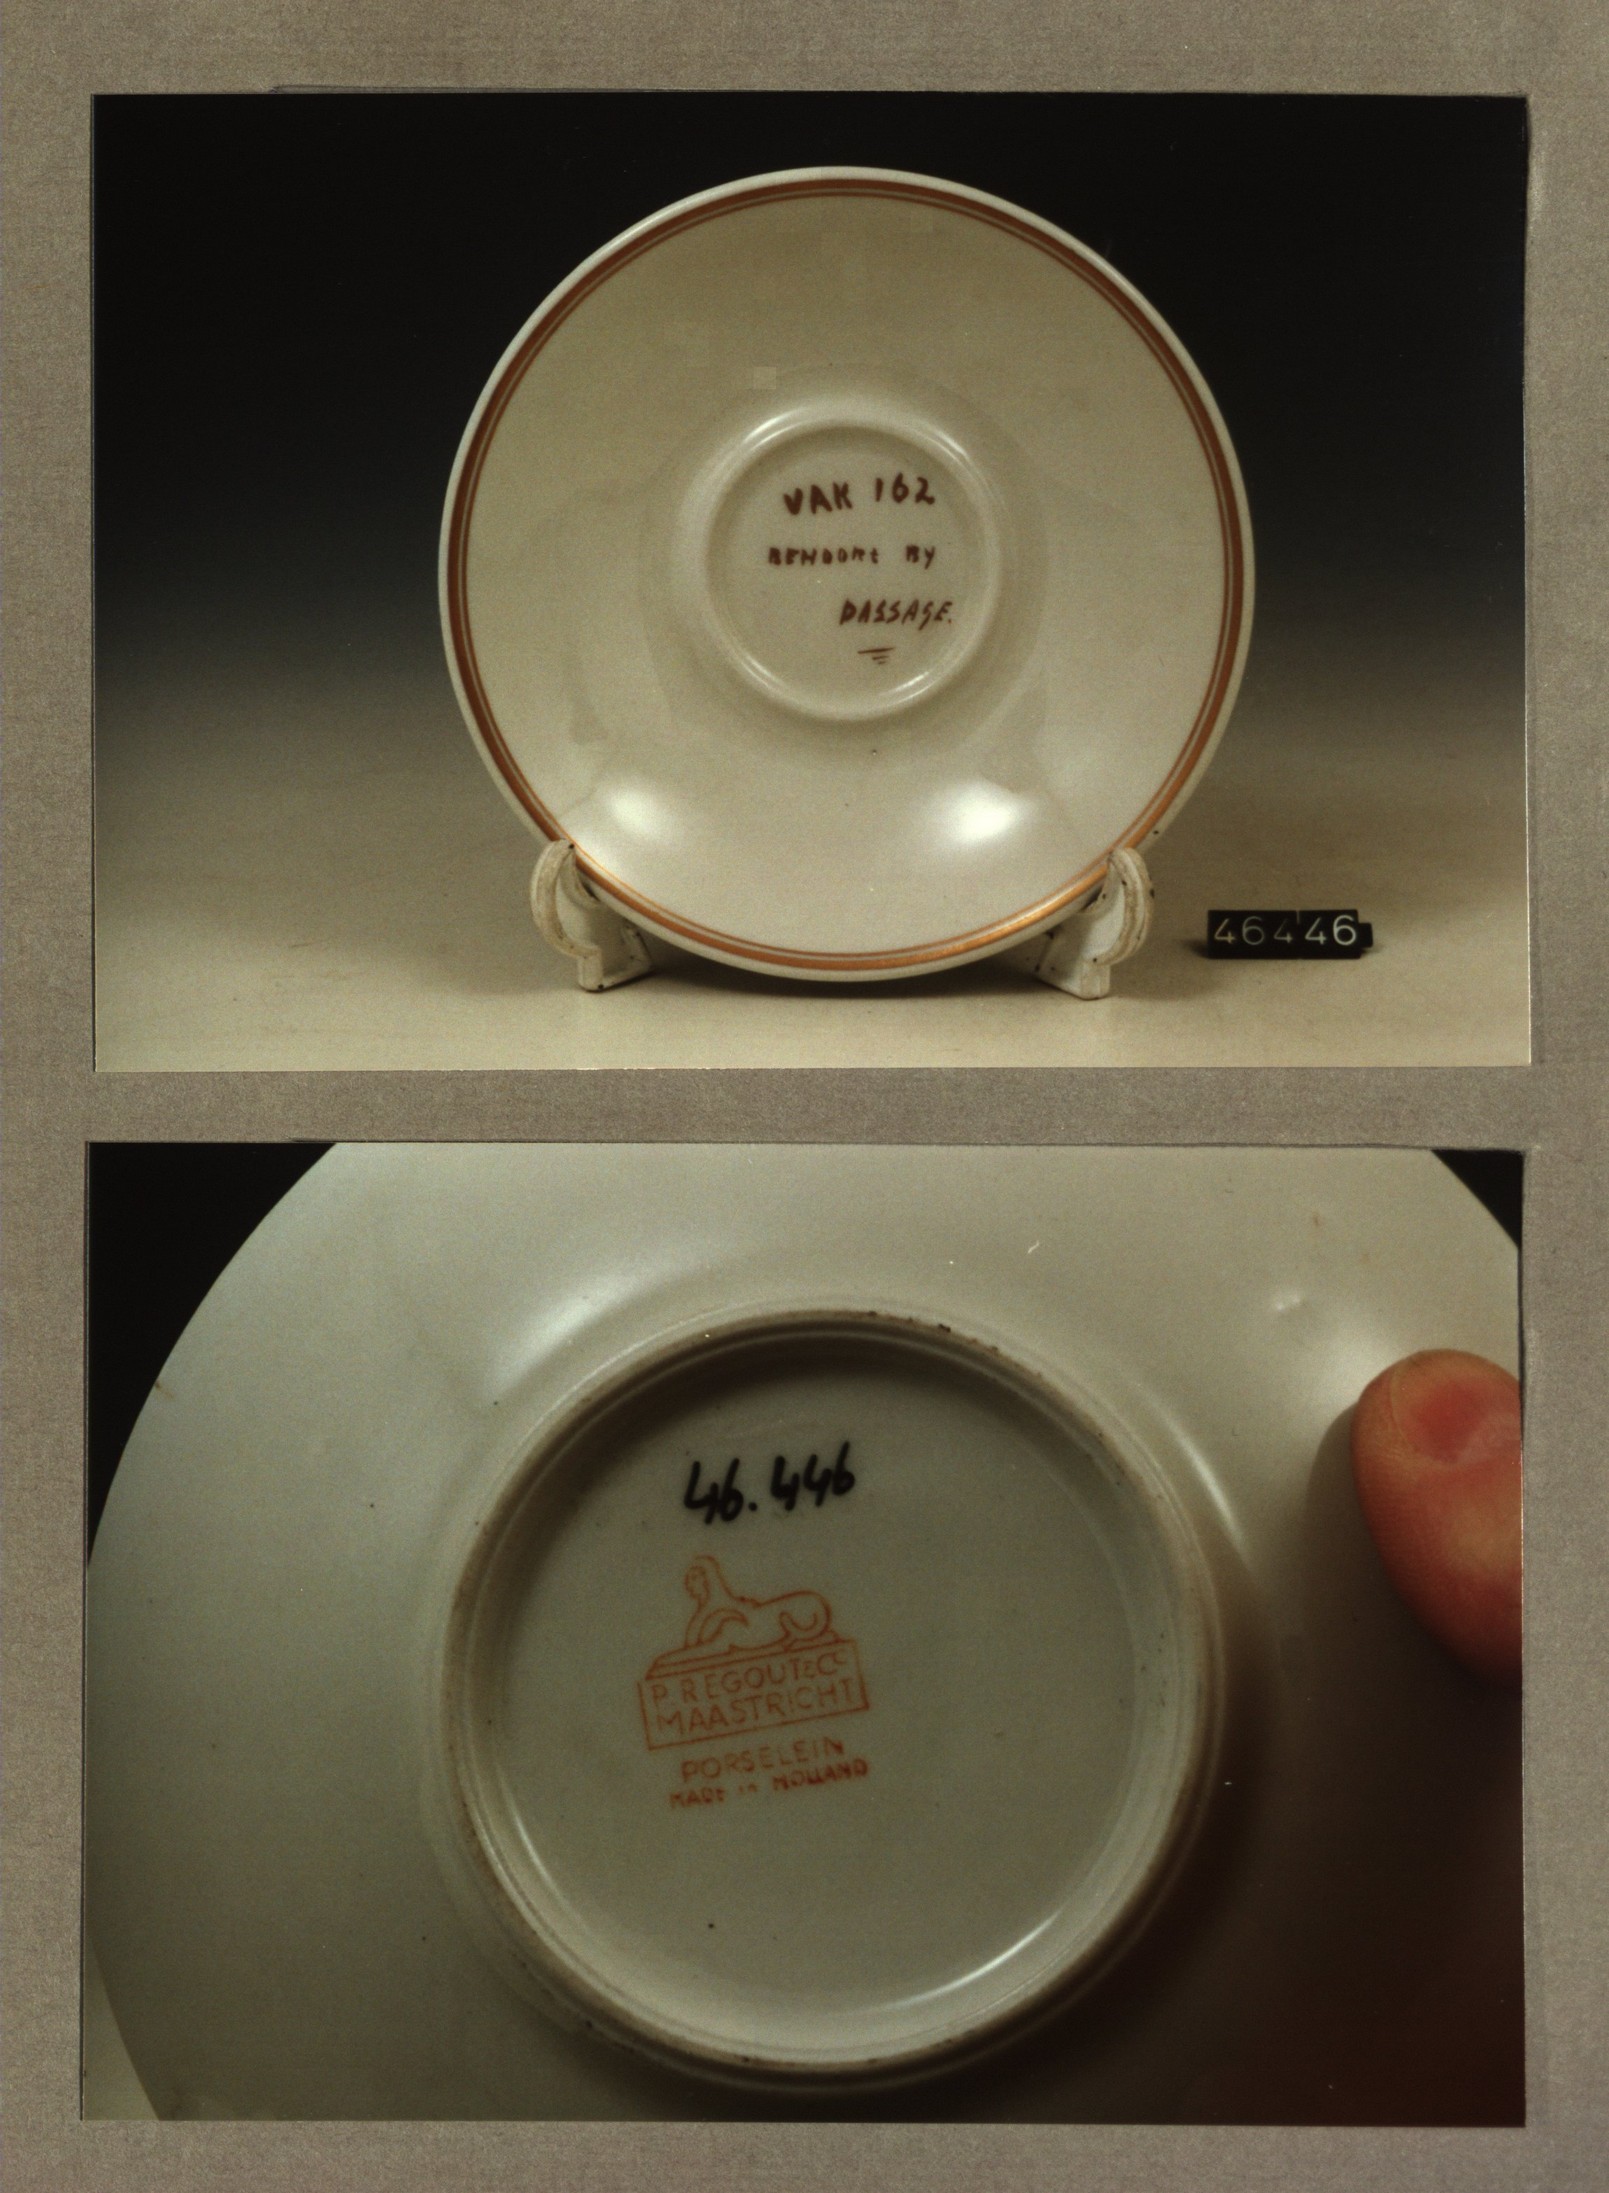 VAK 162
BEHOORt By
PASSAGE.
46446
46.446
P. REGOUT & Co
MAASTRICHT
PORSELEIN
MADE in HOLLAND